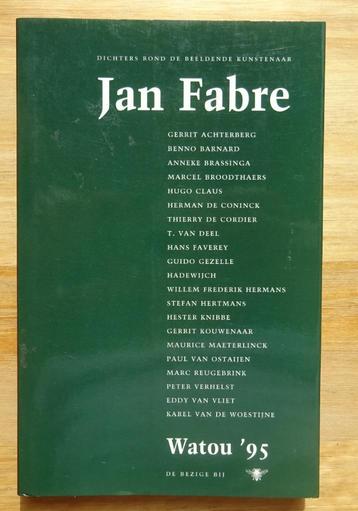 DICHTERS ROND DE BEELDENDE KUNSTENAAR
Jan Fabre
GERRIT ACHTERBERG
BENNO BARNARD
ANNEKE BRASSINGA
MARCEL BROODTHAERS
HUGO CLAUS
HERMAN DE CONINCK
THIERRY DE CORDIER
T. VAN DEEL
HANS FAVEREY
GUIDO GEZELLE
HADEWIJCH
WILLEM FREDERIK HERMANS
STEFAN HERTMANS
HESTER KNIBBE
GERRIT KOUWENAAR
MAURICE MAETERLINCK
PAUL VAN OSTAIJEN
MARC REUGEBRINK
PETER VERHELST
EDDY VAN VLIET
KAREL VAN DE WOESTIJNE
Watou '95
DE BEZIGE BIJ